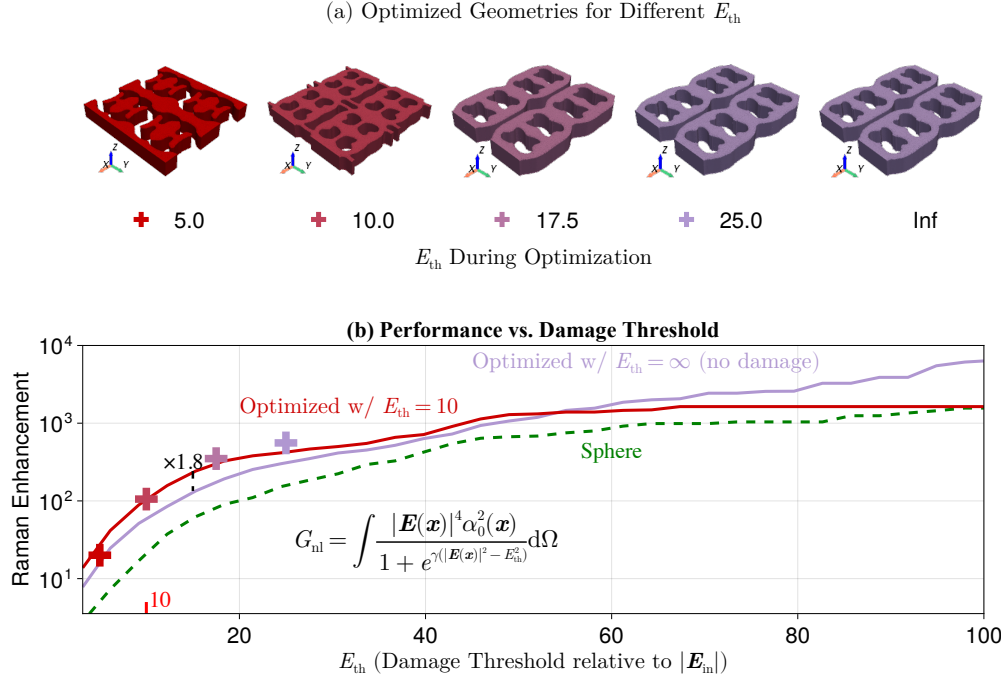 (a) Optimized Geometries for Different E_th
Z X Y
Z X Y
Z X Y
Z X Y
Z X Y
5.0 10.0 17.5 25.0 Inf
E_th During Optimization
(b) Performance vs. Damage Threshold
Raman Enhancement
10^4
10^3
10^2
10^1
Optimized w/ E_th = ∞ (no damage)
Optimized w/ E_th = 10
×1.8
Sphere
G_nl = ∫ |E(x)|^4 α_0^2(x) / (1 + e^{γ(|E(x)|^2 − E_th^2)}) dΩ
10
20 40 60 80 100
E_th (Damage Threshold relative to |E_in|)